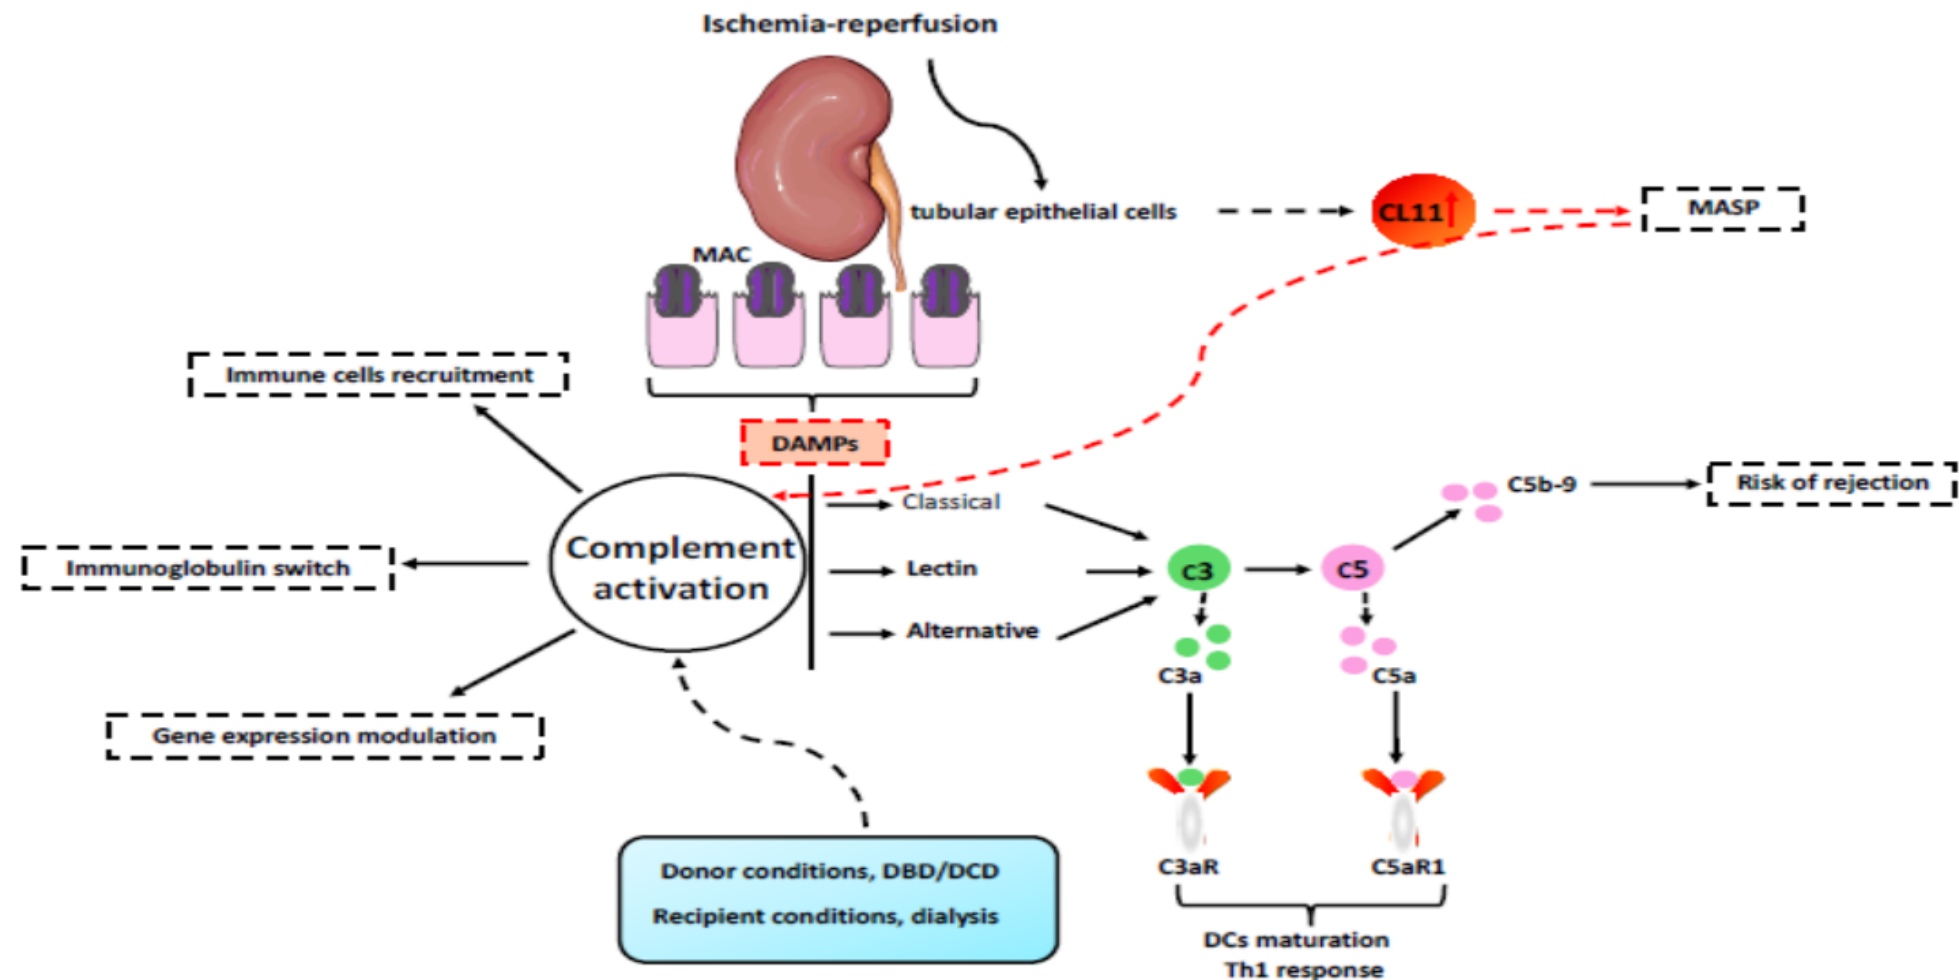 Ischemia-reperfusion
tubular epithelial cells
CL11
MASP
MAC
Immune cells recruitment
DAMPs
Classical
C5b-9
Risk of rejection
Complement
activation
Immunoglobulin switch
Lectin
C3
C5
Alternative
C3a
C5a
Gene expression modulation
C3aR
C5aR1
Donor conditions, DBD/DCD
Recipient conditions, dialysis
DCs maturation
Th1 response